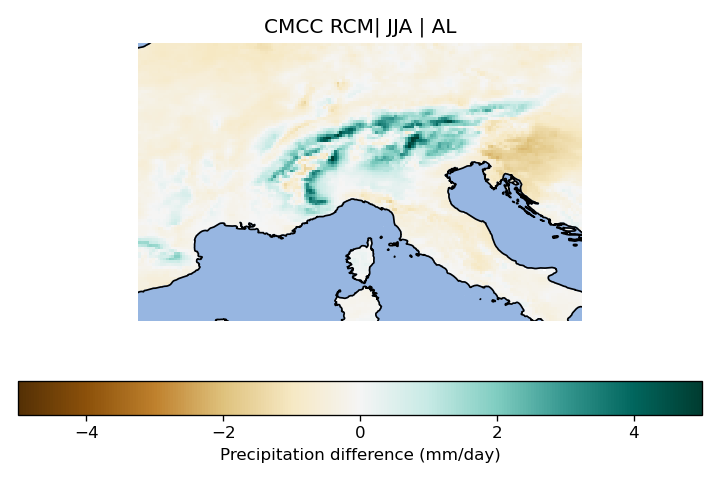 CMCC RCM| JJA | AL
−4 −2 0 2 4
Precipitation difference (mm/day)